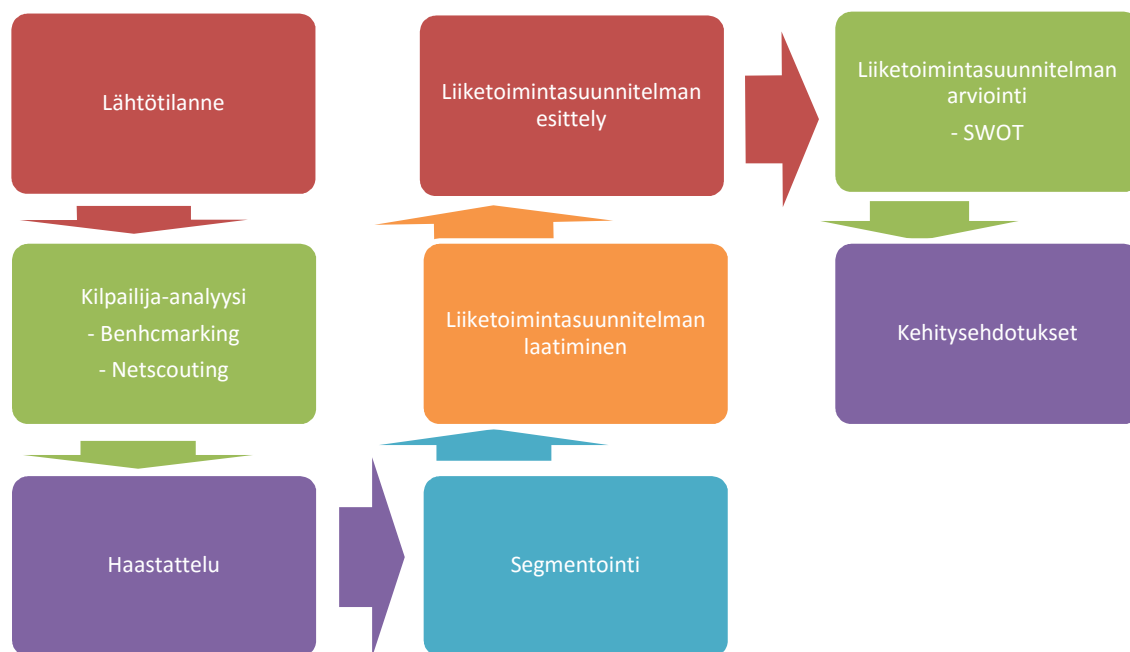 Lähtötilanne
Kilpailija-analyysi
- Benhcmarking
- Netscouting
Haastattelu
Segmentointi
Liiketoimintasuunnitelman
laatiminen
Liiketoimintasuunnitelman
esittely
Liiketoimintasuunnitelman
arviointi
- SWOT
Kehitysehdotukset